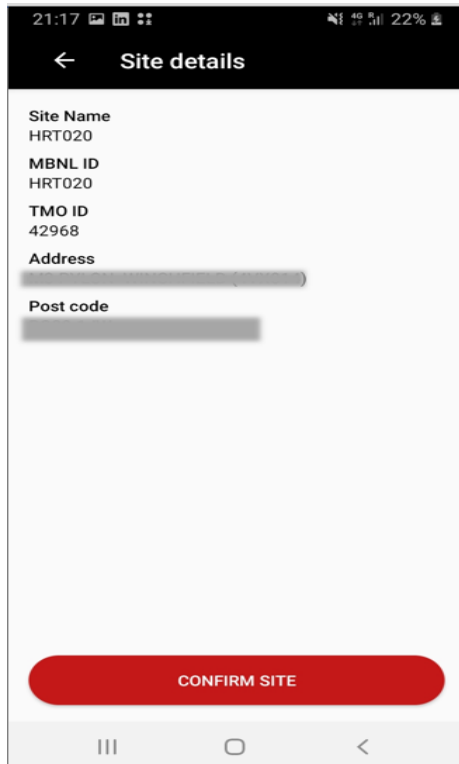 21:17 22%
Site details
Site Name
HRT020
MBNL ID
HRT020
TMO ID
42968
Address
)
Post code
CONFIRM SITE